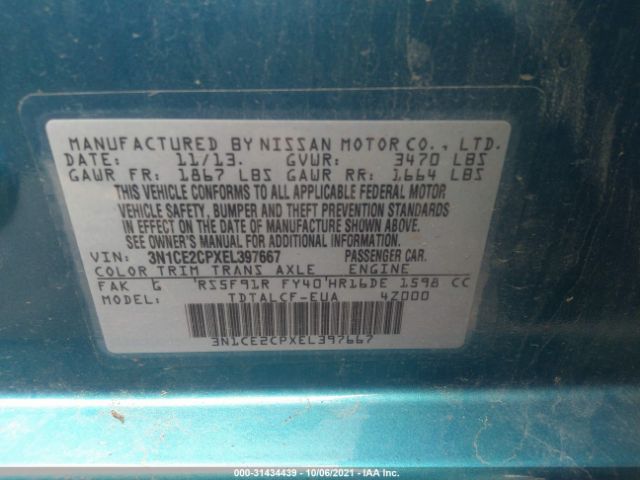 MANUFACTURED BY NISSAN MOTOR CO., LTD.
DATE: 11/13. GVWR: 3470 LBS
GAWR FR: 1867 LBS GAWR RR: 1664 LBS
THIS VEHICLE CONFORMS TO ALL APPLICABLE FEDERAL MOTOR
VEHICLE SAFETY, BUMPER AND THEFT PREVENTION STANDARDS
IN EFFECT ON THE DATE OF MANUFACTURE SHOWN ABOVE.
SEE OWNER'S MANUAL FOR ADDITIONAL INFORMATION.
VIN: 3N1CE2CPXEL397667 PASSENGER CAR.
COLOR TRIM TRANS AXLE ENGINE
FAK G 'RS5F91R FY40'HR16DE 1598 CC
MODEL: TDTALCF-EUA 4Z000
3N1CE2CPXEL397667
000-31434439 - 10/06/2021 - IAA Inc.